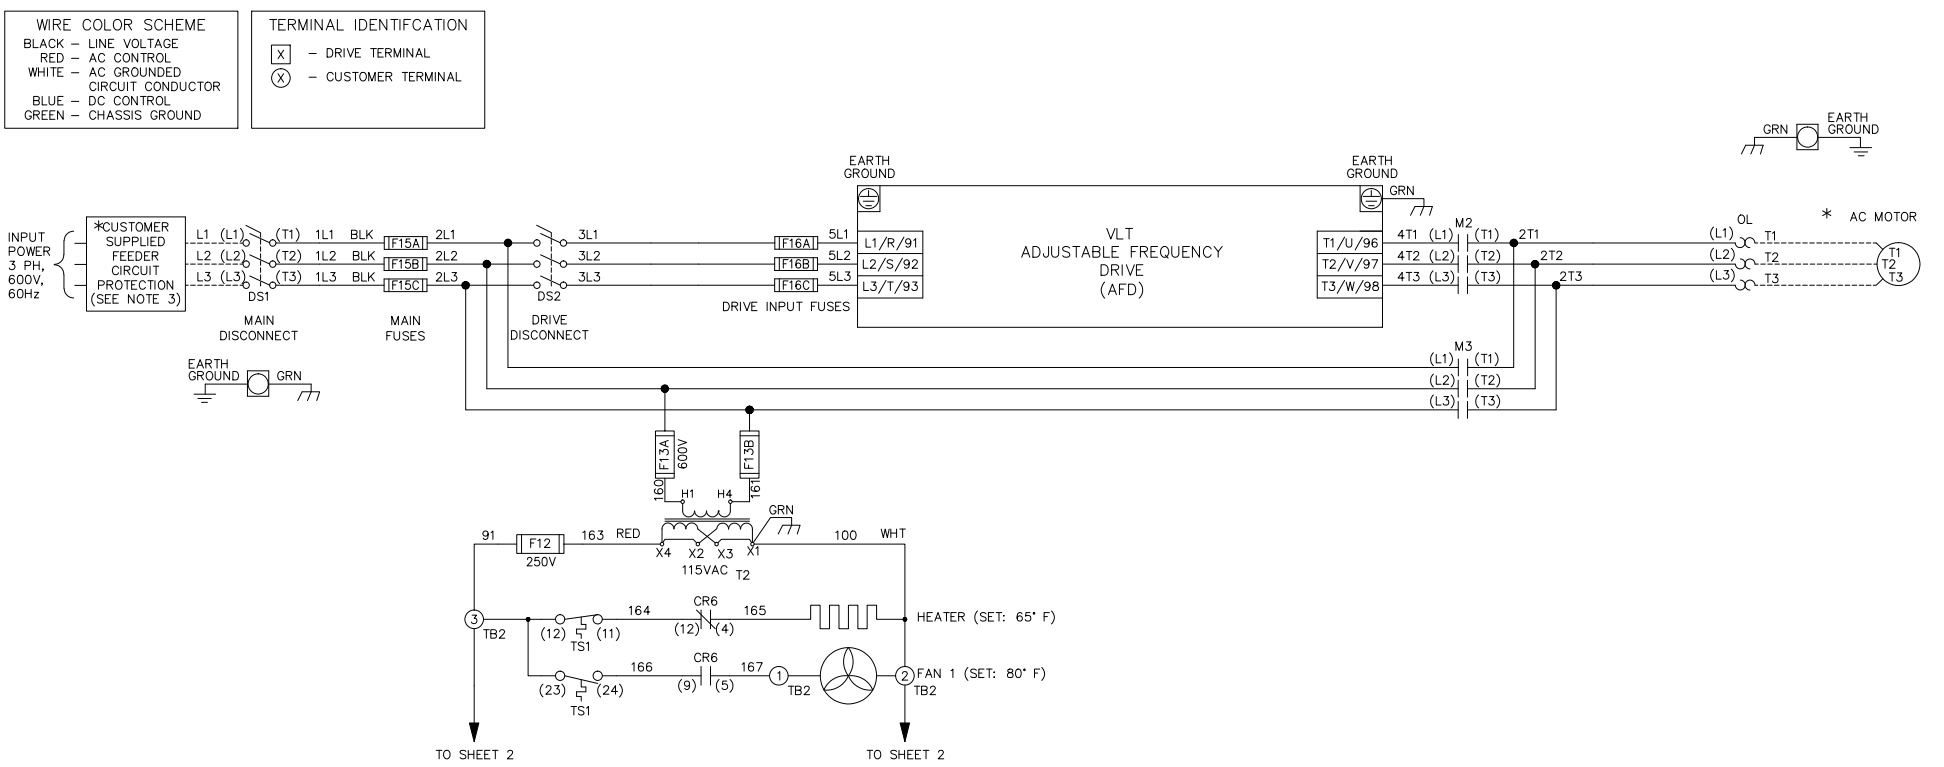 WIRE COLOR SCHEME
BLACK – LINE VOLTAGE
RED – AC CONTROL
WHITE – AC GROUNDED
CIRCUIT CONDUCTOR
BLUE – DC CONTROL
GREEN – CHASSIS GROUND
TERMINAL IDENTIFCATION
X – DRIVE TERMINAL
X – CUSTOMER TERMINAL
INPUT
POWER
3 PH,
600V,
60Hz
*CUSTOMER
SUPPLIED
FEEDER
CIRCUIT
PROTECTION
(SEE NOTE 3)
L1 (L1) (T1) 1L1 BLK F15A 2L1 3L1 F16A 5L1 L1/R/91
L2 (L2) (T2) 1L2 BLK F15B 2L2 3L2 F16B 5L2 L2/S/92
L3 (L3) (T3) 1L3 BLK F15C 2L3 3L3 F16C 5L3 L3/T/93
DS1
DS2
MAIN
DISCONNECT
MAIN
FUSES
DRIVE
DISCONNECT
DRIVE INPUT FUSES
EARTH
GROUND
GRN
EARTH
GROUND
VLT
ADJUSTABLE FREQUENCY
DRIVE
(AFD)
EARTH
GROUND
GRN
M2
T1/U/96 4T1 (L1) (T1) 2T1
T2/V/97 4T2 (L2) (T2) 2T2
T3/W/98 4T3 (L3) (T3) 2T3
GRN
EARTH
GROUND
OL
* AC MOTOR
(L1) T1
(L2) T2
(L3) T3
T1
T2
T3
M3
(L1) (T1)
(L2) (T2)
(L3) (T3)
F13A
600V
F13B
160
161
H1 H4
GRN
91 F12 163 RED
250V
X4 X2 X3 X1
100 WHT
115VAC T2
3
TB2
(12) (11)
TS1
164
CR6
(12) (4)
165
HEATER (SET: 65° F)
(23) (24)
TS1
166
CR6
(9) (5)
167
1
TB2
2
TB2
FAN 1 (SET: 80° F)
TO SHEET 2
TO SHEET 2